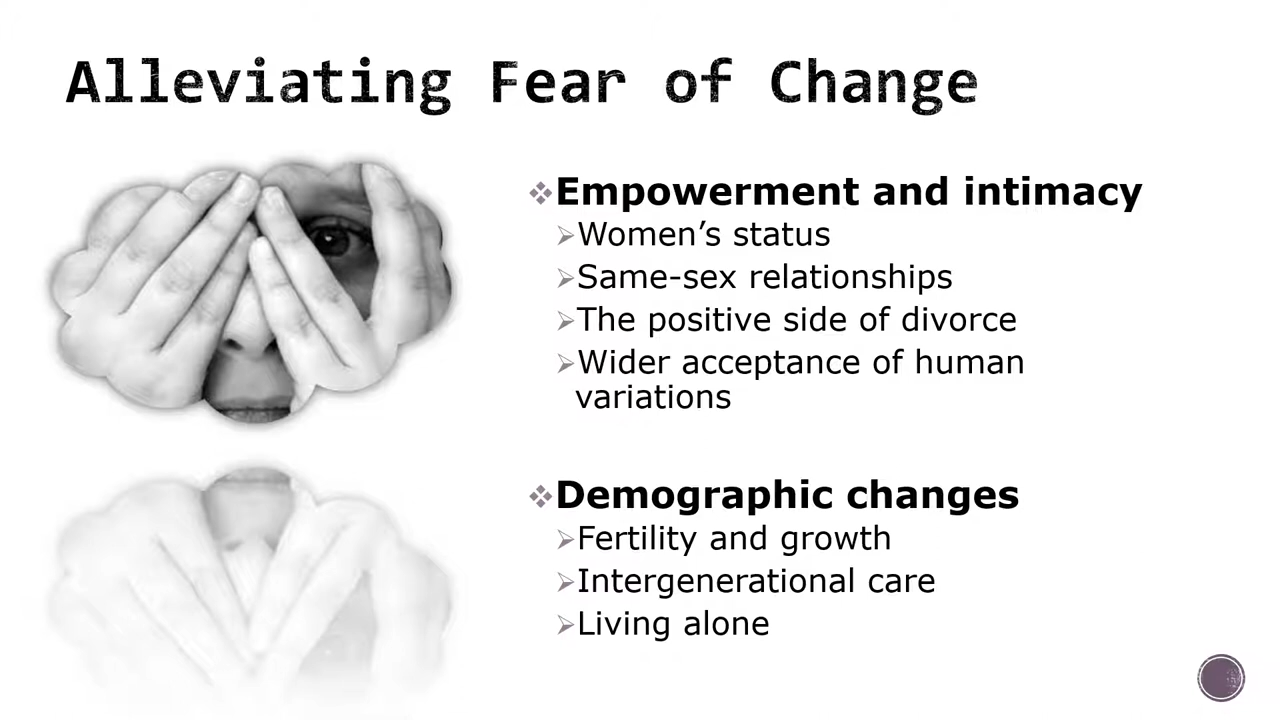 Alleviating Fear of Change
Empowerment and intimacy
Women’s status
Same-sex relationships
The positive side of divorce
Wider acceptance of human
variations
Demographic changes
Fertility and growth
Intergenerational care
Living alone